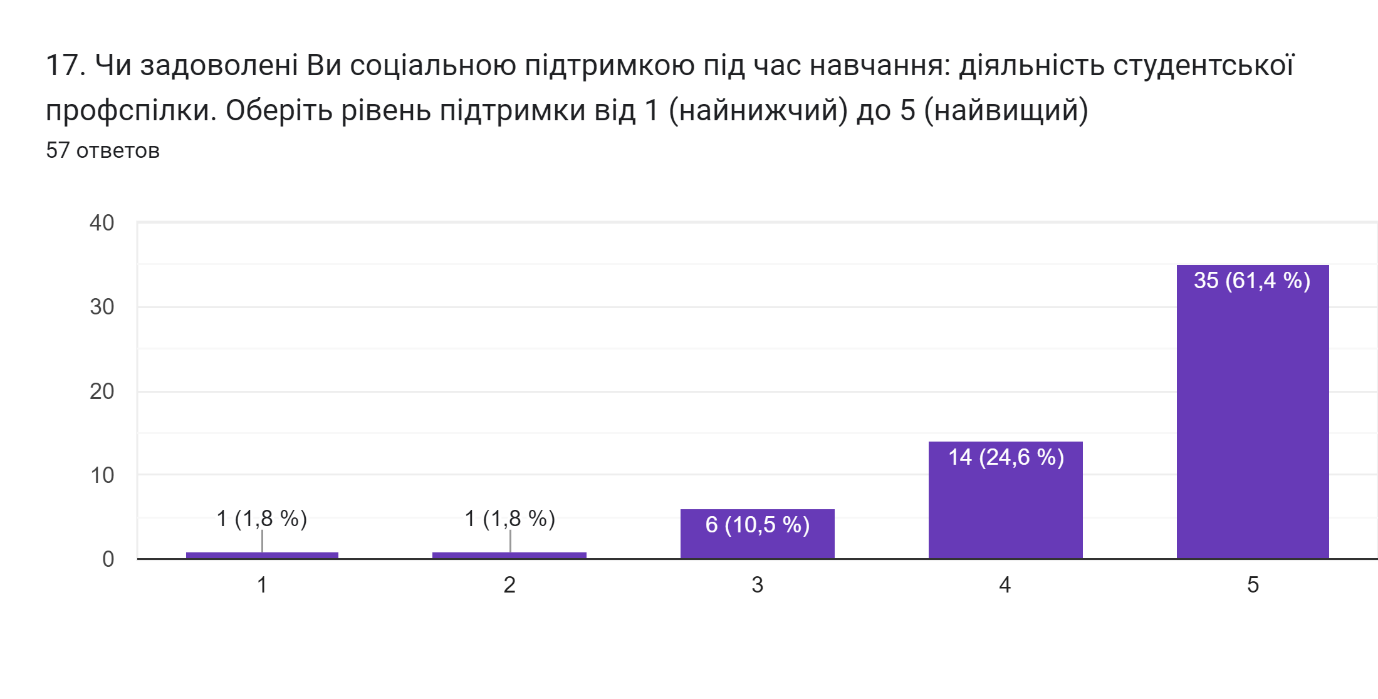 17. Чи задоволені Ви соціальною підтримкою під час навчання: діяльність студентської
профспілки. Оберіть рівень підтримки від 1 (найнижчий) до 5 (найвищий)
57 ответов
40
30
20
10
0
1 (1,8 %)
1 (1,8 %)
6 (10,5 %)
14 (24,6 %)
35 (61,4 %)
1 2 3 4 5